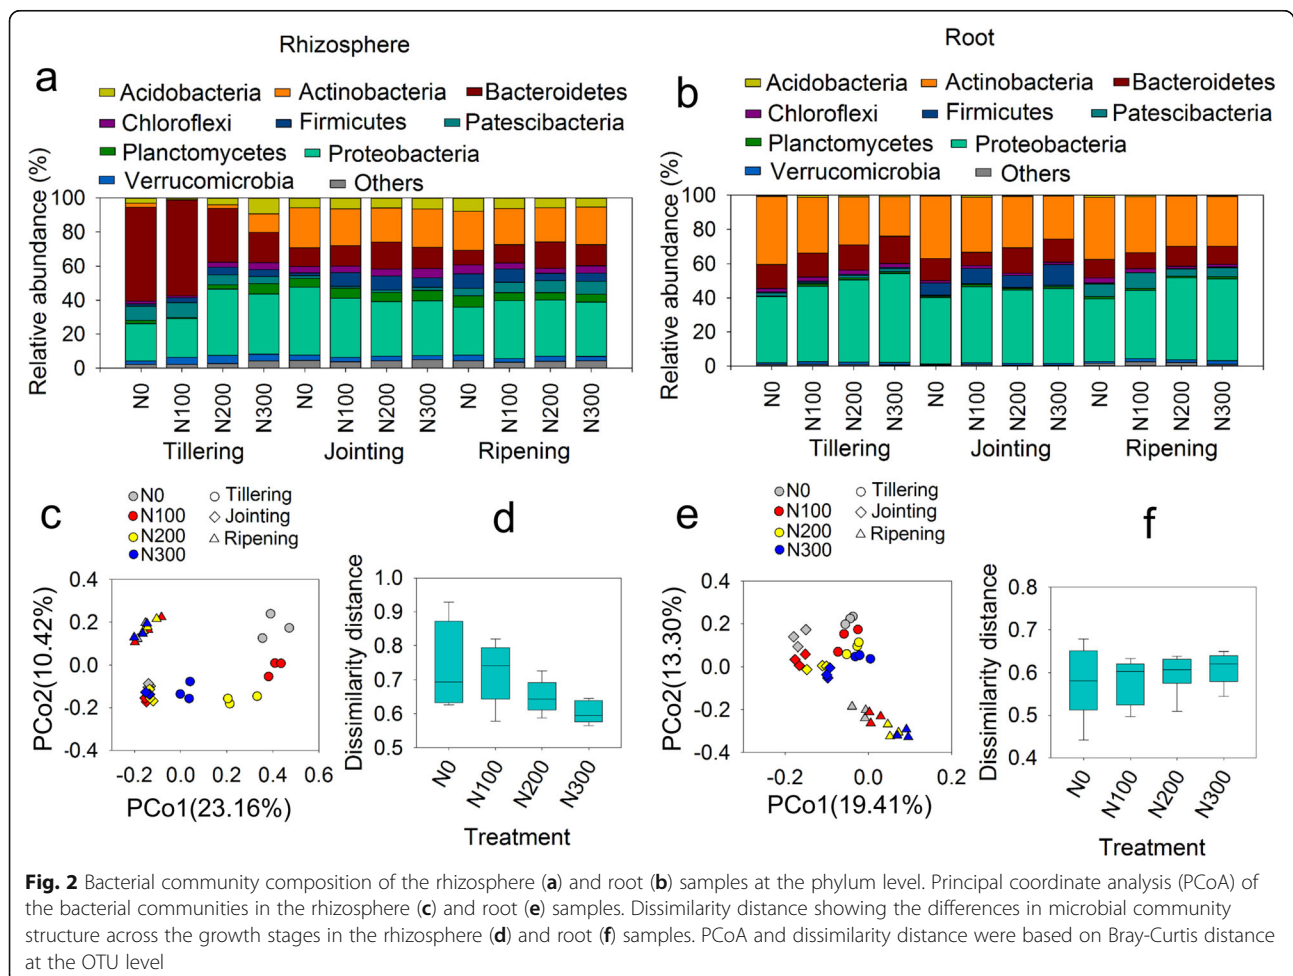 Rhizosphere
a
Acidobacteria Actinobacteria Bacteroidetes
Chloroflexi Firmicutes Patescibacteria
Planctomycetes Proteobacteria
Verrucomicrobia Others
Relative abundance (%)
100
80
60
40
20
0
N0 N100 N200 N300 N0 N100 N200 N300 N0 N100 N200 N300
Tillering Jointing Ripening
Root
b
Acidobacteria Actinobacteria Bacteroidetes
Chloroflexi Firmicutes Patescibacteria
Planctomycetes Proteobacteria
Verrucomicrobia Others
Relative abundance (%)
100
80
60
40
20
0
N0 N100 N200 N300 N0 N100 N200 N300 N0 N100 N200 N300
Tillering Jointing Ripening
c
N0 Tillering
N100 Jointing
N200 Ripening
N300
PCo2(10.42%)
0.4
0.2
0.0
-0.2
-0.4
-0.2 0.0 0.2 0.4 0.6
PCo1(23.16%)
d
Dissimilarity distance
1.0
0.9
0.8
0.7
0.6
0.5
N0 N100 N200 N300
Treatment
e
N0 Tillering
N100 Jointing
N200 Ripening
N300
PCo2(13.30%)
0.4
0.2
0.0
-0.2
-0.4
-0.2 0.0 0.2
PCo1(19.41%)
f
Dissimilarity distance
0.8
0.7
0.6
0.5
0.4
N0 N100 N200 N300
Treatment
Fig. 2 Bacterial community composition of the rhizosphere (a) and root (b) samples at the phylum level. Principal coordinate analysis (PCoA) of
the bacterial communities in the rhizosphere (c) and root (e) samples. Dissimilarity distance showing the differences in microbial community
structure across the growth stages in the rhizosphere (d) and root (f) samples. PCoA and dissimilarity distance were based on Bray-Curtis distance
at the OTU level